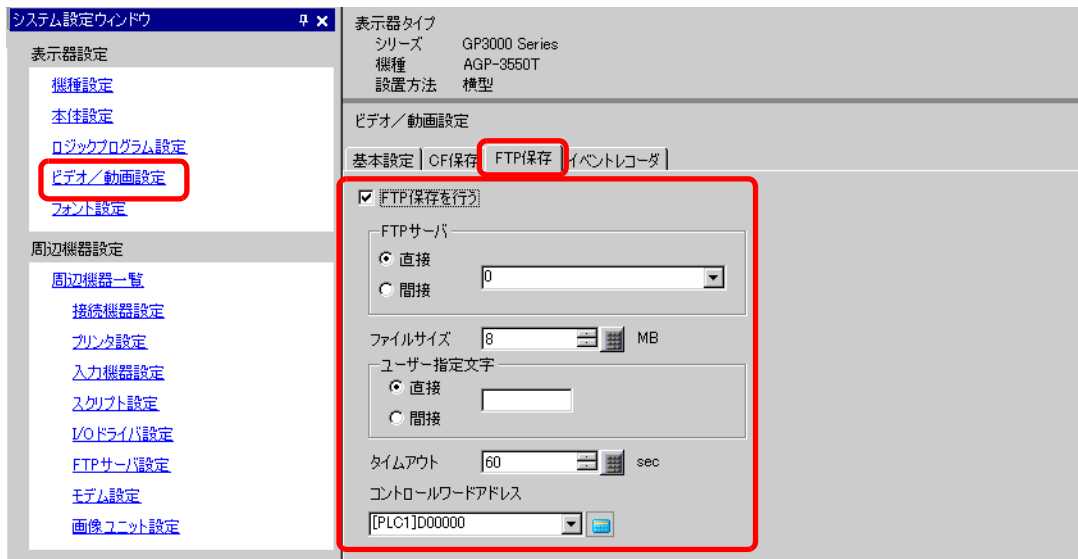 システム設定ウィンドウ
表示器設定
機種設定
本体設定
ロジックプログラム設定
ビデオ／動画設定
フォント設定
周辺機器設定
周辺機器一覧
接続機器設定
プリンタ設定
入力機器設定
スクリプト設定
I/Oドライバ設定
FTPサーバ設定
モデム設定
画像ユニット設定
表示器タイプ
シリーズ GP3000 Series
機種 AGP-3550T
設置方法 横型
ビデオ／動画設定
基本設定 CF保存 FTP保存 イベントレコーダ
FTP保存を行う
FTPサーバ
直接
間接
0
ファイルサイズ 8 MB
ユーザー指定文字
直接
間接
タイムアウト 60 sec
コントロールワードアドレス
[PLC1]D00000